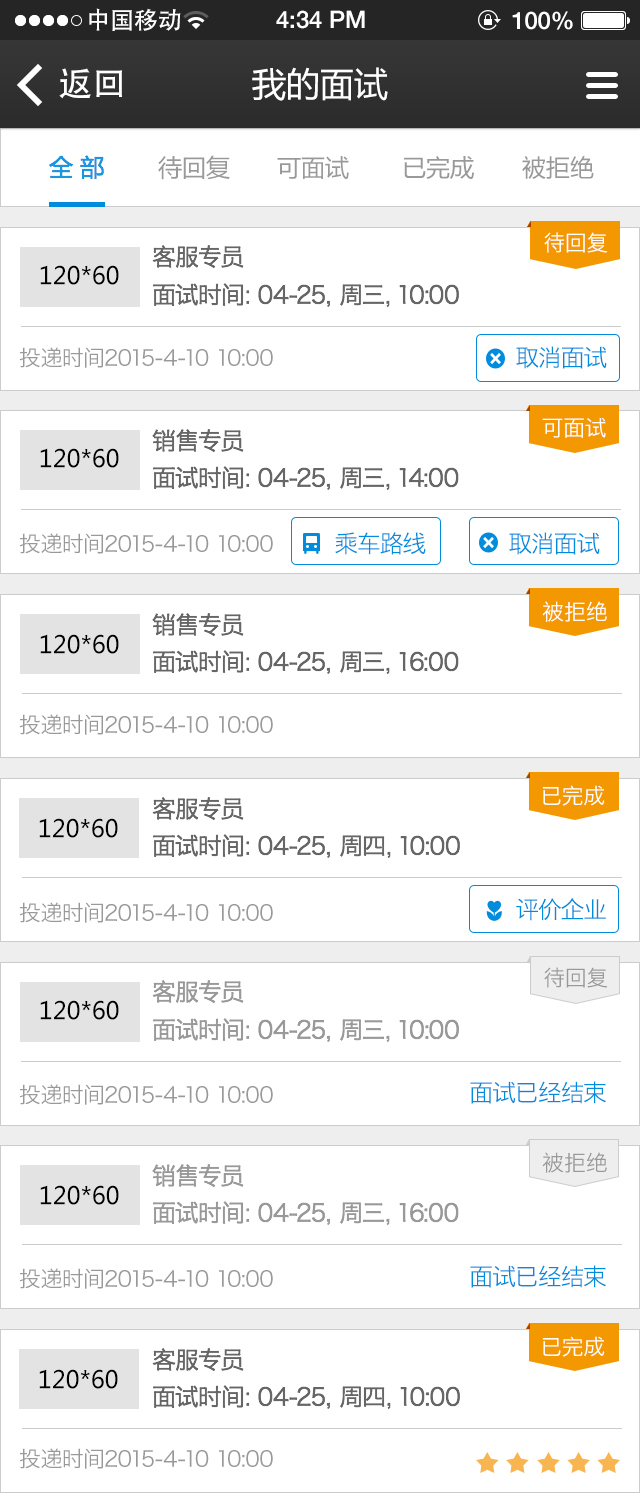 中国移动 4:34 PM 100%
返回 我的面试
全部 待回复 可面试 已完成 被拒绝
待回复
120*60
客服专员
面试时间: 04-25, 周三, 10:00
投递时间2015-4-10 10:00 取消面试
可面试
120*60
销售专员
面试时间: 04-25, 周三, 14:00
投递时间2015-4-10 10:00 乘车路线 取消面试
被拒绝
120*60
销售专员
面试时间: 04-25, 周三, 16:00
投递时间2015-4-10 10:00
已完成
120*60
客服专员
面试时间: 04-25, 周四, 10:00
投递时间2015-4-10 10:00 评价企业
待回复
120*60
客服专员
面试时间: 04-25, 周三, 10:00
投递时间2015-4-10 10:00 面试已经结束
被拒绝
120*60
销售专员
面试时间: 04-25, 周三, 16:00
投递时间2015-4-10 10:00 面试已经结束
已完成
120*60
客服专员
面试时间: 04-25, 周四, 10:00
投递时间2015-4-10 10:00